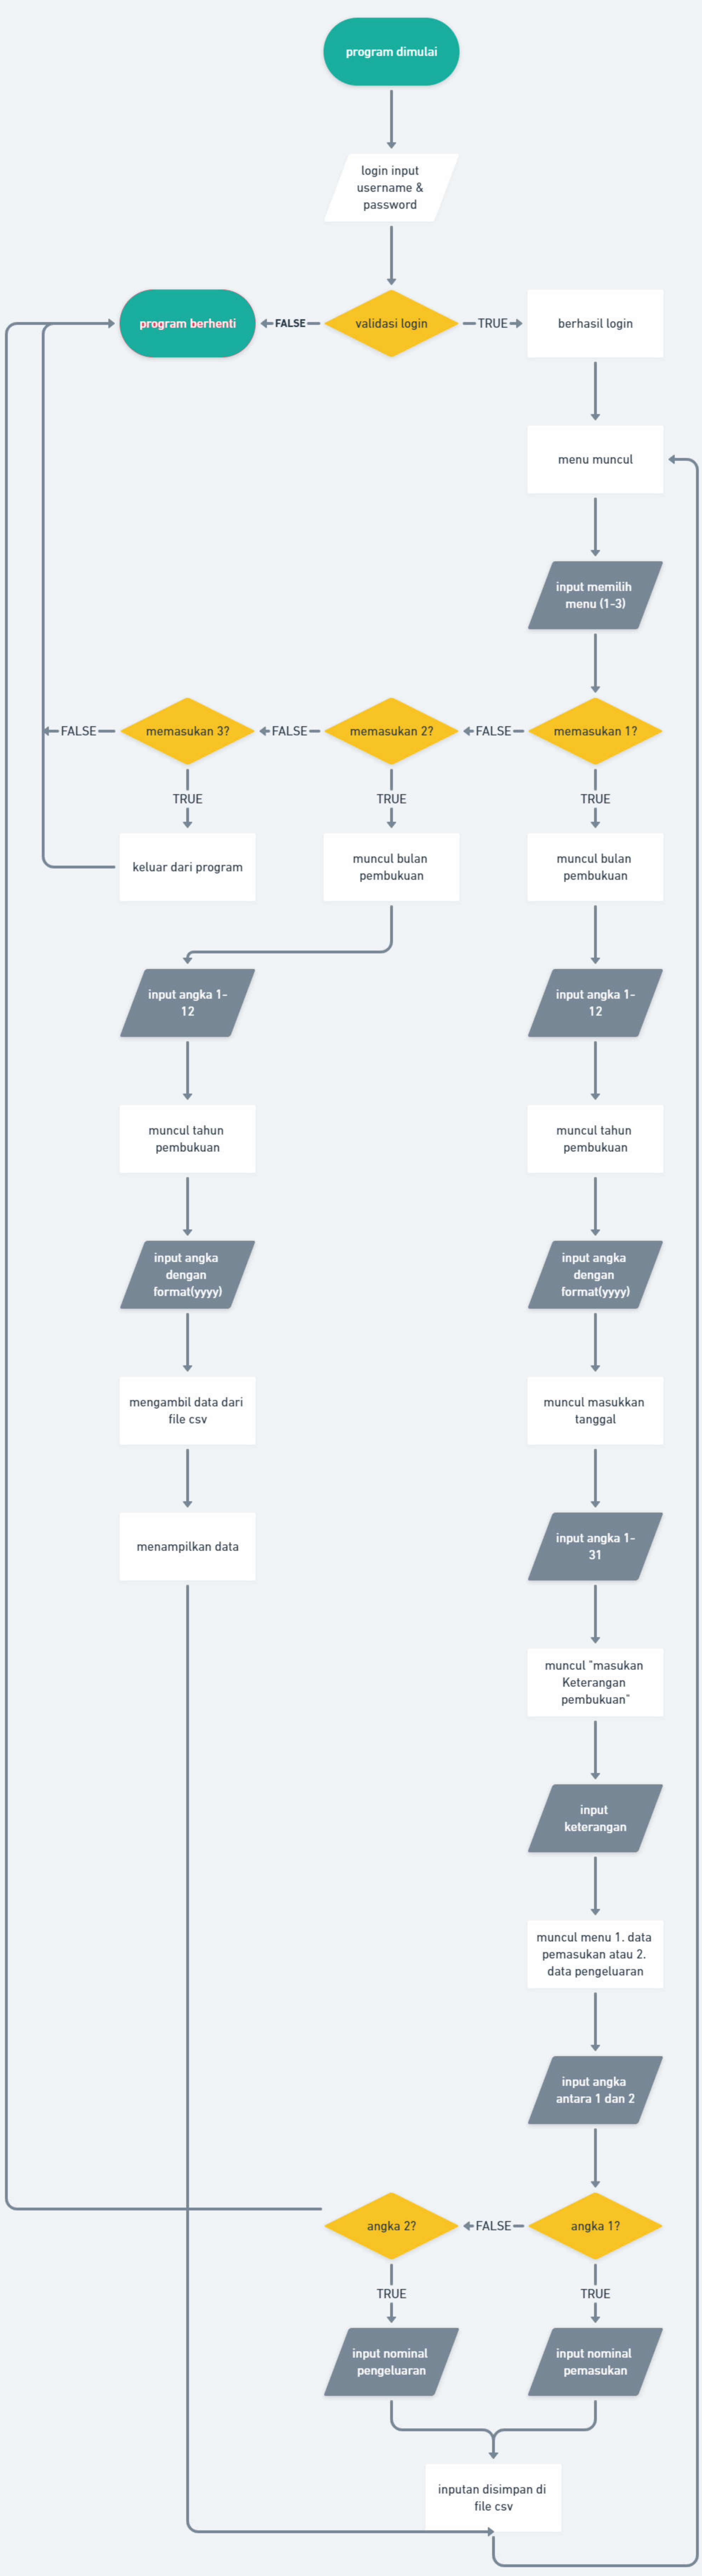 program dimulai
login input
username &
password
program berhenti
FALSE
validasi login
TRUE
berhasil login
menu muncul
input memilih
menu (1-3)
FALSE
memasukan 3?
FALSE
memasukan 2?
FALSE
memasukan 1?
TRUE
TRUE
TRUE
keluar dari program
muncul bulan
pembukuan
muncul bulan
pembukuan
input angka 1-
12
input angka 1-
12
muncul tahun
pembukuan
muncul tahun
pembukuan
input angka
dengan
format(yyyy)
input angka
dengan
format(yyyy)
mengambil data dari
file csv
muncul masukkan
tanggal
menampilkan data
input angka 1-
31
muncul "masukan
Keterangan
pembukuan"
input
keterangan
muncul menu 1. data
pemasukan atau 2.
data pengeluaran
input angka
antara 1 dan 2
angka 2?
FALSE
angka 1?
TRUE
TRUE
input nominal
pengeluaran
input nominal
pemasukan
inputan disimpan di
file csv